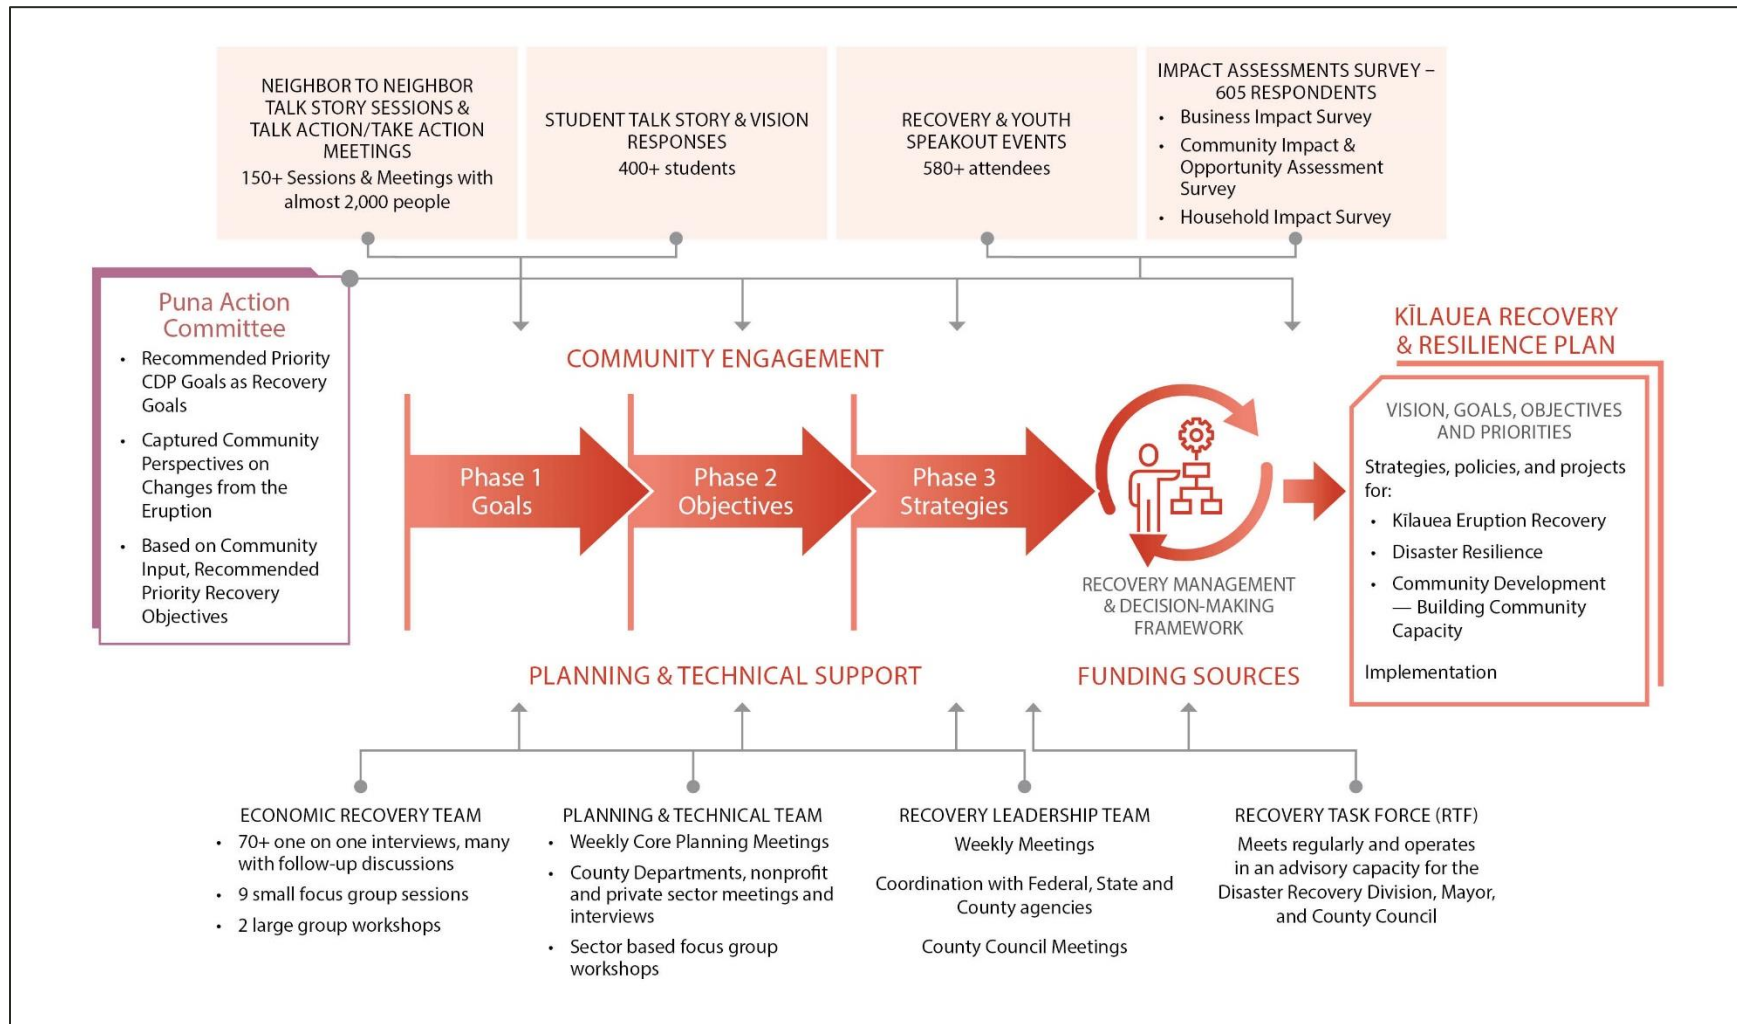 NEIGHBOR TO NEIGHBOR
TALK STORY SESSIONS &
TALK ACTION/TAKE ACTION
MEETINGS
150+ Sessions & Meetings with
almost 2,000 people
STUDENT TALK STORY & VISION
RESPONSES
400+ students
RECOVERY & YOUTH
SPEAKOUT EVENTS
580+ attendees
IMPACT ASSESSMENTS SURVEY –
605 RESPONDENTS
• Business Impact Survey
• Community Impact &
Opportunity Assessment
Survey
• Household Impact Survey
Puna Action
Committee
• Recommended Priority
CDP Goals as Recovery
Goals
• Captured Community
Perspectives on
Changes from the
Eruption
• Based on Community
Input, Recommended
Priority Recovery
Objectives
COMMUNITY ENGAGEMENT
Phase 1
Goals
Phase 2
Objectives
Phase 3
Strategies
RECOVERY MANAGEMENT
& DECISION-MAKING
FRAMEWORK
KĪLAUEA RECOVERY
& RESILIENCE PLAN
VISION, GOALS, OBJECTIVES
AND PRIORITIES
Strategies, policies, and projects
for:
• Kīlauea Eruption Recovery
• Disaster Resilience
• Community Development
— Building Community
Capacity
Implementation
PLANNING & TECHNICAL SUPPORT
FUNDING SOURCES
ECONOMIC RECOVERY TEAM
• 70+ one on one interviews, many
with follow-up discussions
• 9 small focus group sessions
• 2 large group workshops
PLANNING & TECHNICAL TEAM
• Weekly Core Planning Meetings
• County Departments, nonprofit
and private sector meetings and
interviews
• Sector based focus group
workshops
RECOVERY LEADERSHIP TEAM
Weekly Meetings
Coordination with Federal, State and
County agencies
County Council Meetings
RECOVERY TASK FORCE (RTF)
Meets regularly and operates
in an advisory capacity for the
Disaster Recovery Division, Mayor,
and County Council